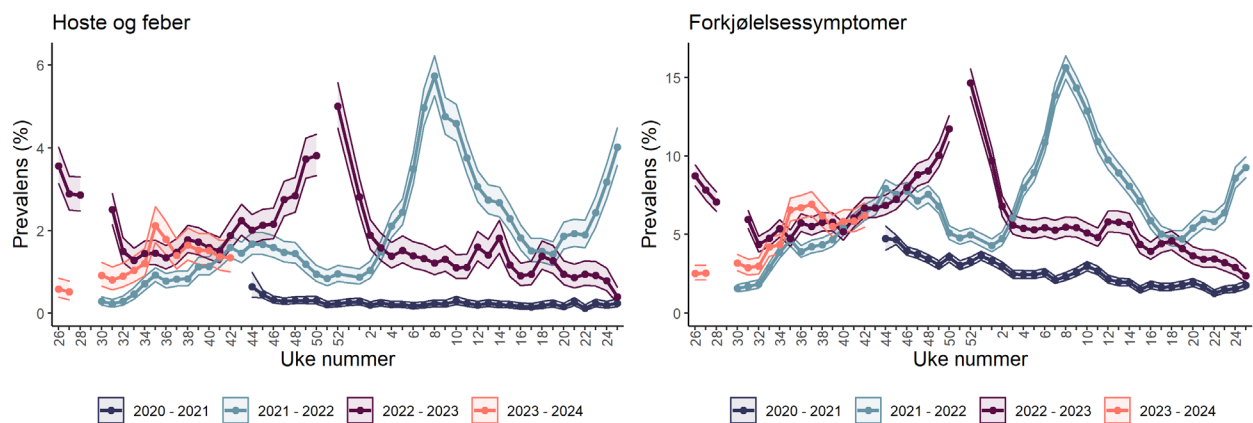 Hoste og feber
Prevalens (%)
6
4
2
0
26 28 30 32 34 36 38 40 42 44 46 48 50 52 2 4 6 8 10 12 14 16 18 20 22 24
Uke nummer
2020 - 2021 2021 - 2022 2022 - 2023 2023 - 2024
Forkjølelsessymptomer
Prevalens (%)
15
10
5
0
26 28 30 32 34 36 38 40 42 44 46 48 50 52 2 4 6 8 10 12 14 16 18 20 22 24
Uke nummer
2020 - 2021 2021 - 2022 2022 - 2023 2023 - 2024